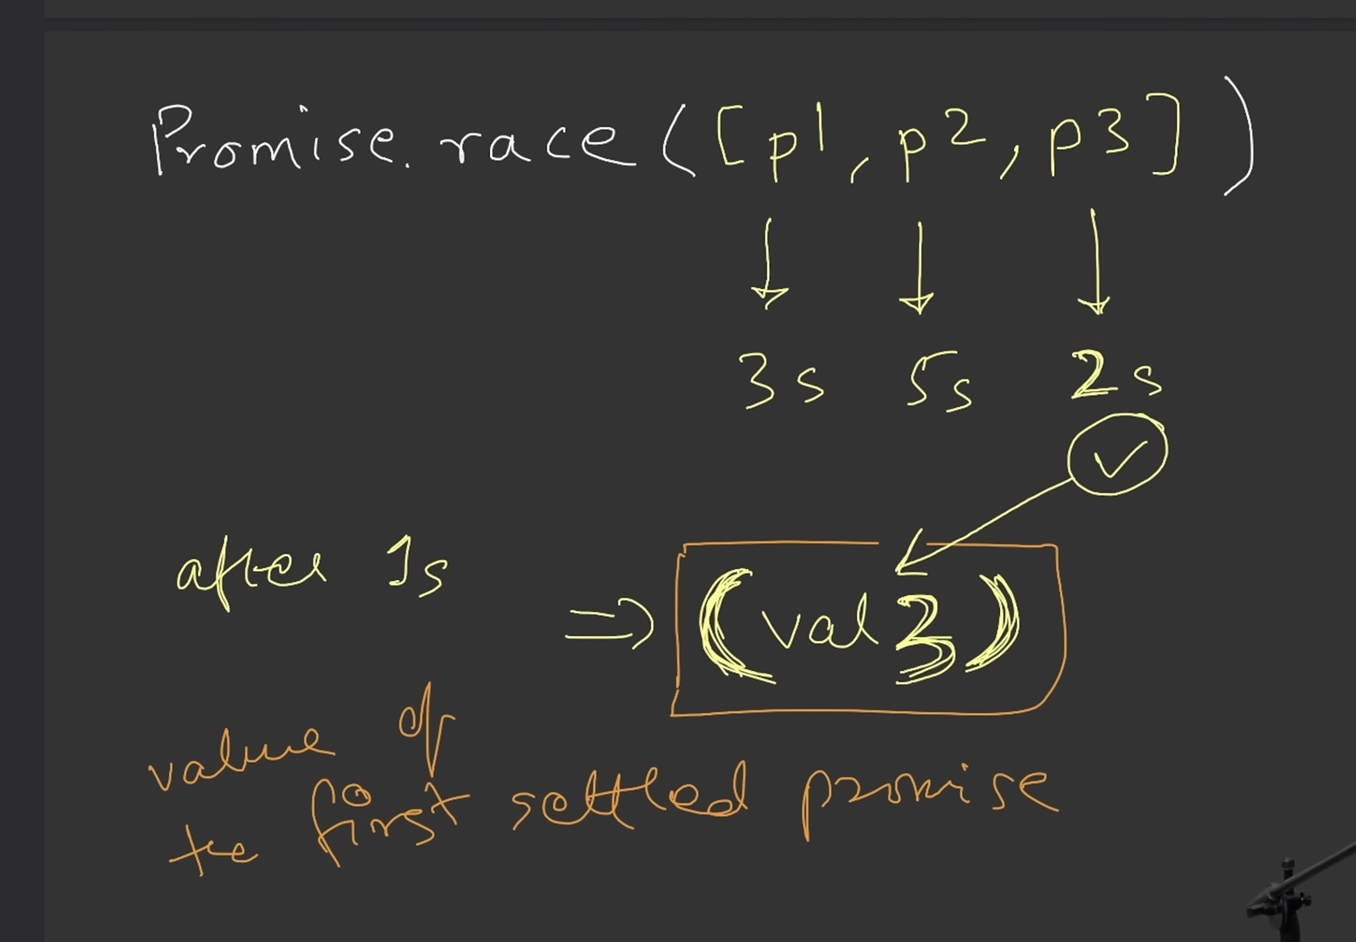 Promise.race([p1, p2, p3])
3s 5s 2s
after 1s
=> (val3)
value of
the first settled promise